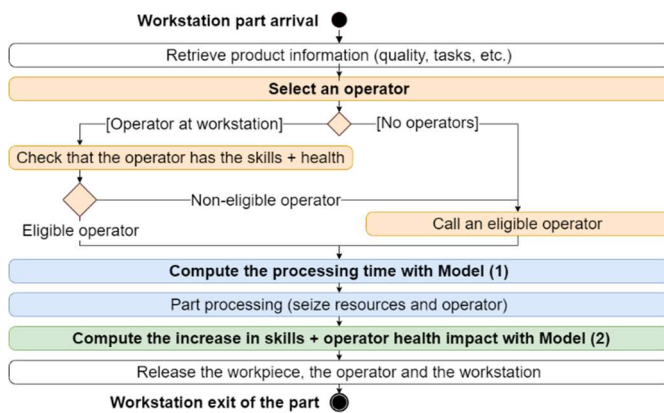 Workstation part arrival
Retrieve product information (quality, tasks, etc.)
Select an operator
[Operator at workstation]
[No operators]
Check that the operator has the skills + health
Non-eligible operator
Eligible operator
Call an eligible operator
Compute the processing time with Model (1)
Part processing (seize resources and operator)
Compute the increase in skills + operator health impact with Model (2)
Release the workpiece, the operator and the workstation
Workstation exit of the part